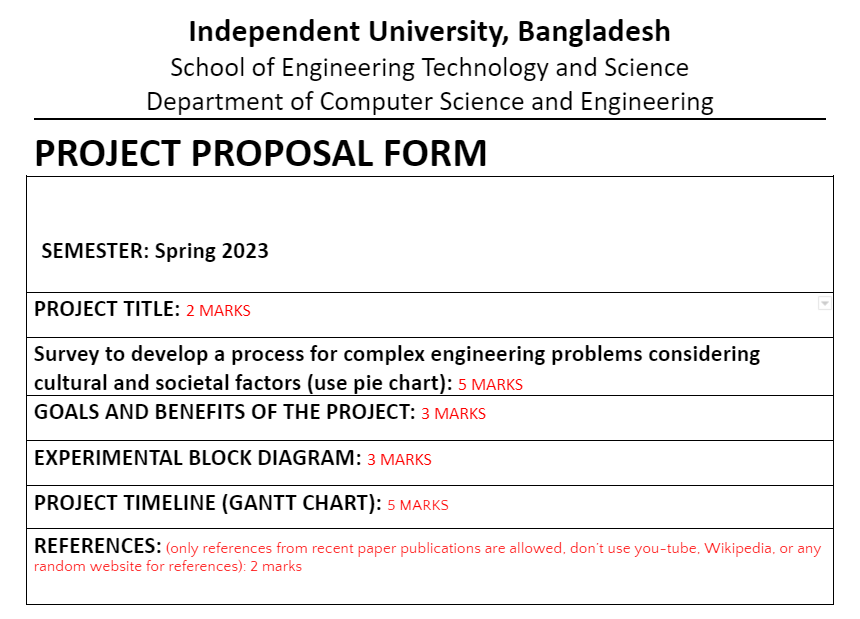 Independent University, Bangladesh
School of Engineering Technology and Science
Department of Computer Science and Engineering
PROJECT PROPOSAL FORM
SEMESTER: Spring 2023
PROJECT TITLE: 2 MARKS
Survey to develop a process for complex engineering problems considering
cultural and societal factors (use pie chart): 5 MARKS
GOALS AND BENEFITS OF THE PROJECT: 3 MARKS
EXPERIMENTAL BLOCK DIAGRAM: 3 MARKS
PROJECT TIMELINE (GANTT CHART): 5 MARKS
REFERENCES: (only references from recent paper publications are allowed, don't use you-tube, Wikipedia, or any
random website for references): 2 marks